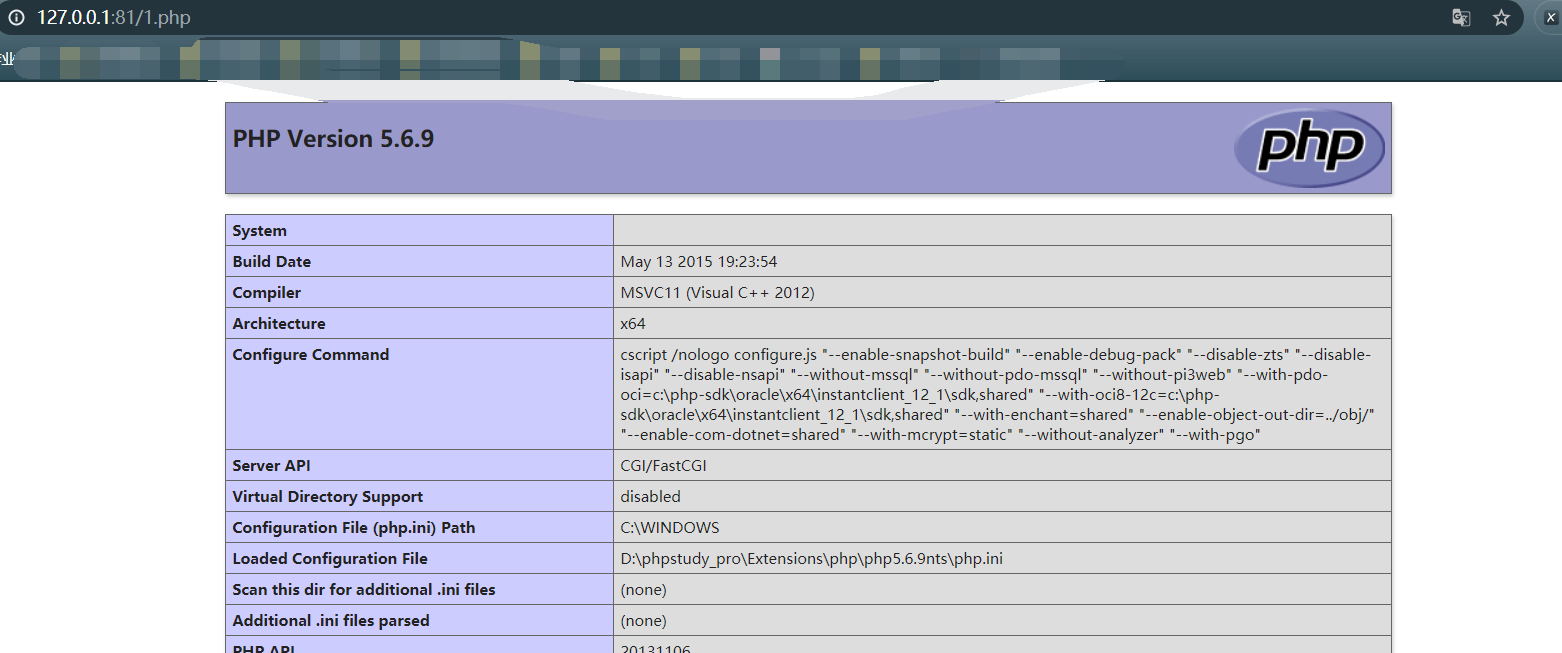 127.0.0.1:81/1.php
PHP Version 5.6.9
php
System
Build Date May 13 2015 19:23:54
Compiler MSVC11 (Visual C++ 2012)
Architecture x64
Configure Command cscript /nologo configure.js "--enable-snapshot-build" "--enable-debug-pack" "--disable-zts" "--disable-
isapi" "--disable-nsapi" "--without-mssql" "--without-pdo-mssql" "--without-pi3web" "--with-pdo-
oci=c:\php-sdk\oracle\x64\instantclient_12_1\sdk,shared" "--with-oci8-12c=c:\php-
sdk\oracle\x64\instantclient_12_1\sdk,shared" "--with-enchant=shared" "--enable-object-out-dir=../obj/"
"--enable-com-dotnet=shared" "--with-mcrypt=static" "--without-analyzer" "--with-pgo"
Server API CGI/FastCGI
Virtual Directory Support disabled
Configuration File (php.ini) Path C:\WINDOWS
Loaded Configuration File D:\phpstudy_pro\Extensions\php\php5.6.9nts\php.ini
Scan this dir for additional .ini files (none)
Additional .ini files parsed (none)
PHP API 20131106